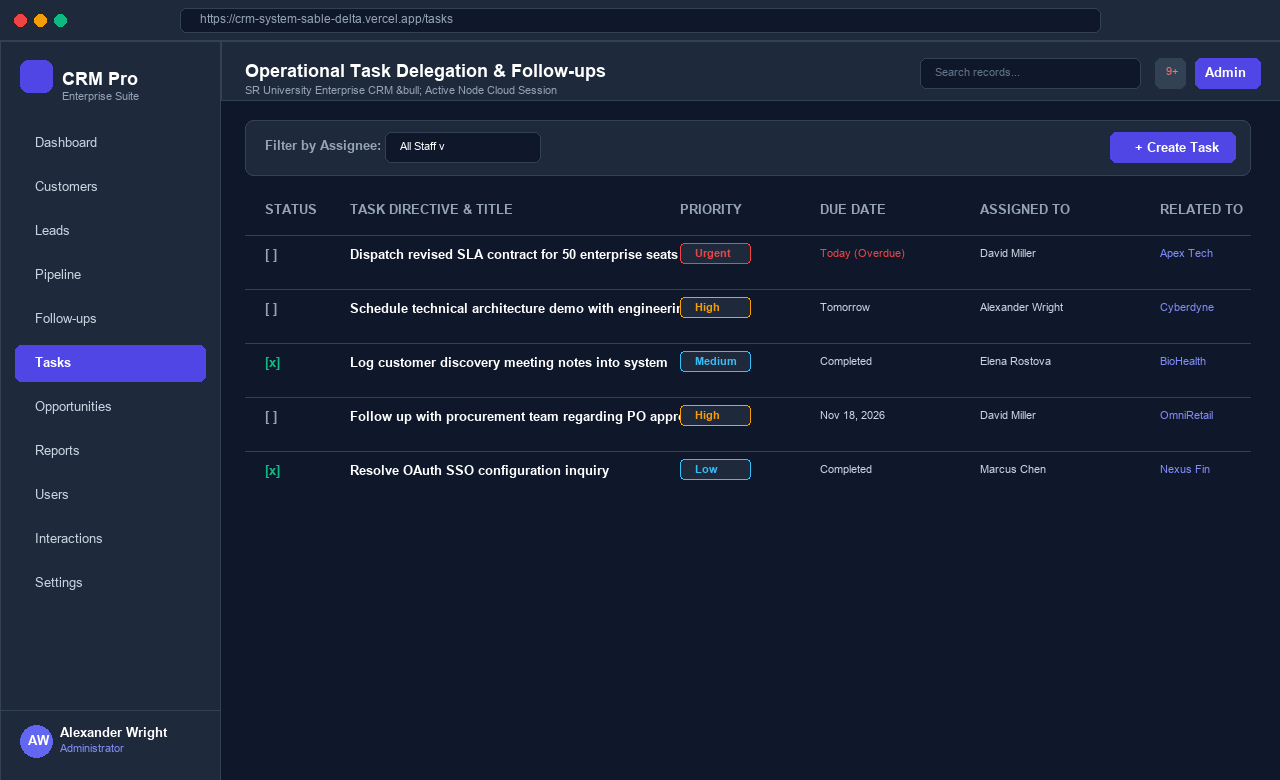 https://crm-system-sable-delta.vercel.app/tasks
CRM Pro
Enterprise Suite
Dashboard
Customers
Leads
Pipeline
Follow-ups
Tasks
Opportunities
Reports
Users
Interactions
Settings
AW
Alexander Wright
Administrator
Operational Task Delegation & Follow-ups
SR University Enterprise CRM &bull; Active Node Cloud Session
Search records...
9+
Admin
Filter by Assignee: All Staff v
+ Create Task
STATUS TASK DIRECTIVE & TITLE PRIORITY DUE DATE ASSIGNED TO RELATED TO
[ ] Dispatch revised SLA contract for 50 enterprise seats Urgent Today (Overdue) David Miller Apex Tech
[ ] Schedule technical architecture demo with engineerin High Tomorrow Alexander Wright Cyberdyne
[x] Log customer discovery meeting notes into system Medium Completed Elena Rostova BioHealth
[ ] Follow up with procurement team regarding PO appro High Nov 18, 2026 David Miller OmniRetail
[x] Resolve OAuth SSO configuration inquiry Low Completed Marcus Chen Nexus Fin